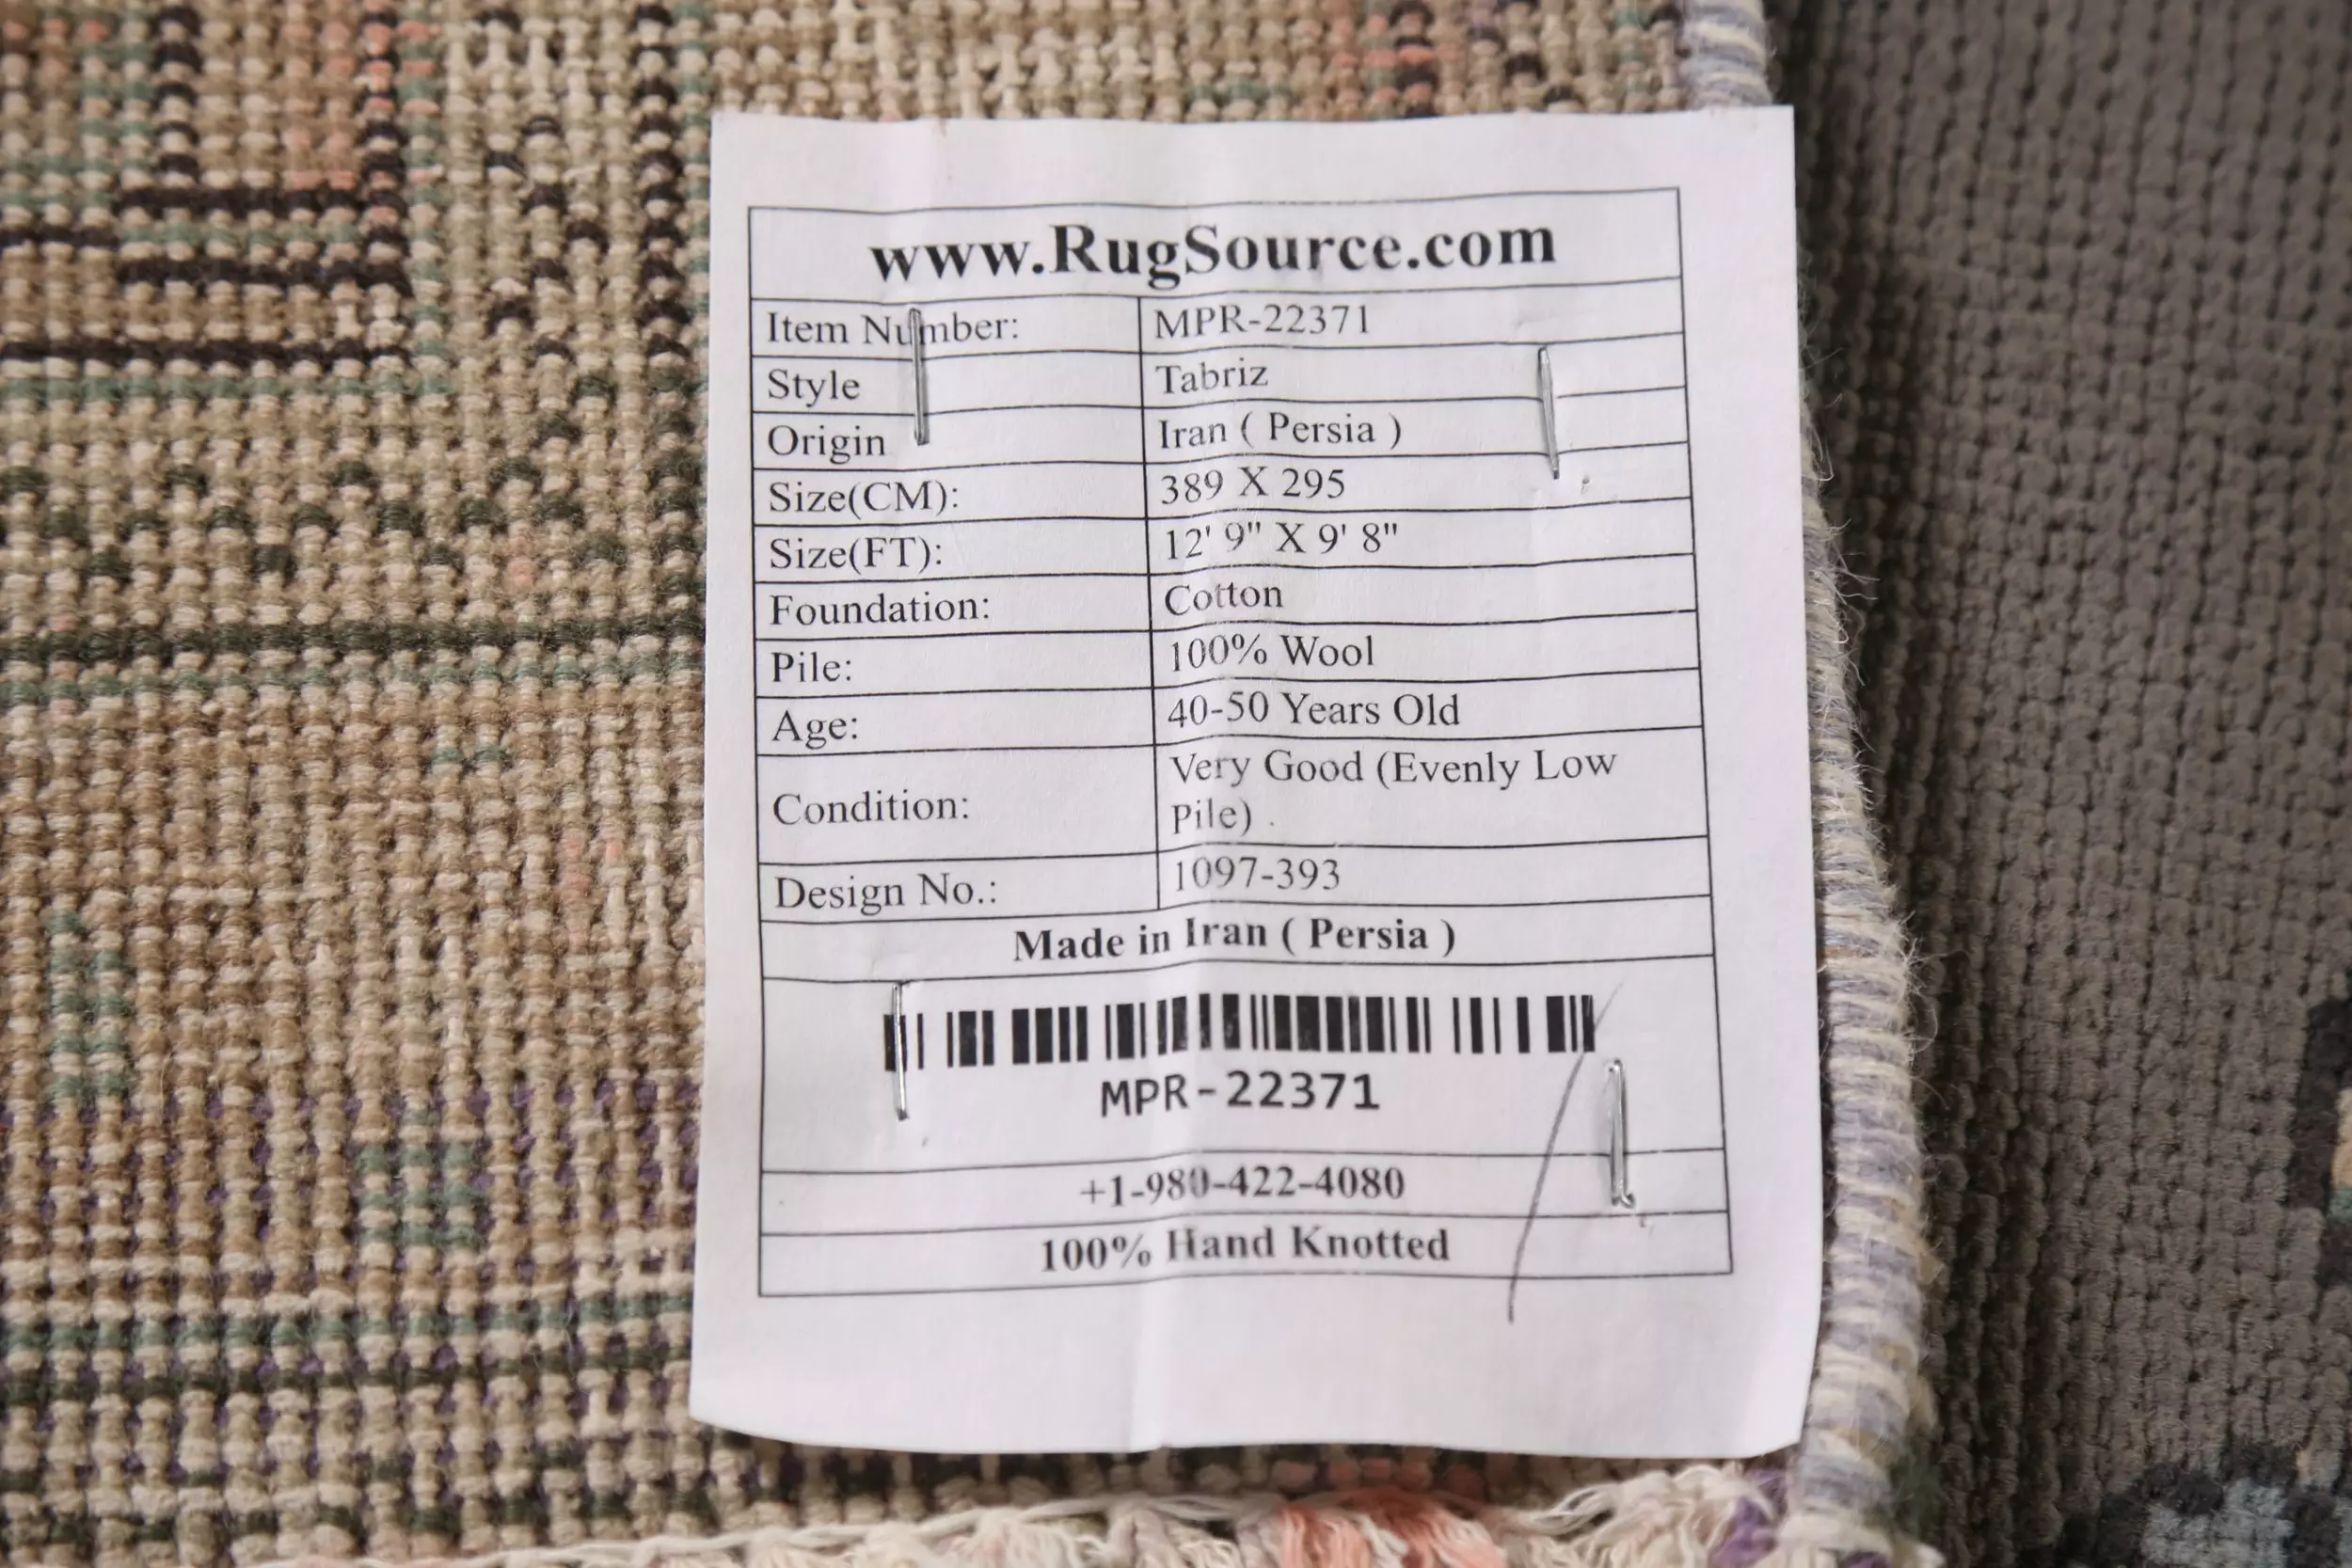 www.RugSource.com
Item Number: MPR-22371
Style Tabriz
Origin Iran ( Persia )
Size(CM): 389 X 295
Size(FT): 12' 9" X 9' 8"
Foundation: Cotton
Pile: 100% Wool
Age: 40-50 Years Old
Condition: Very Good (Evenly Low
Pile)
Design No.: 1097-393
Made in Iran ( Persia )
MPR-22371
+1-980-422-4080
100% Hand Knotted